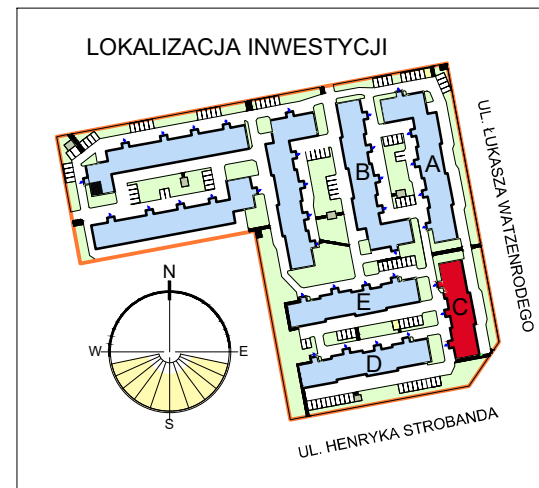 LOKALIZACJA INWESTYCJI
UL. ŁUKASZA WATZENRODEGO
A
B
C
E
D
N
W
E
S
UL. HENRYKA STROBANDA